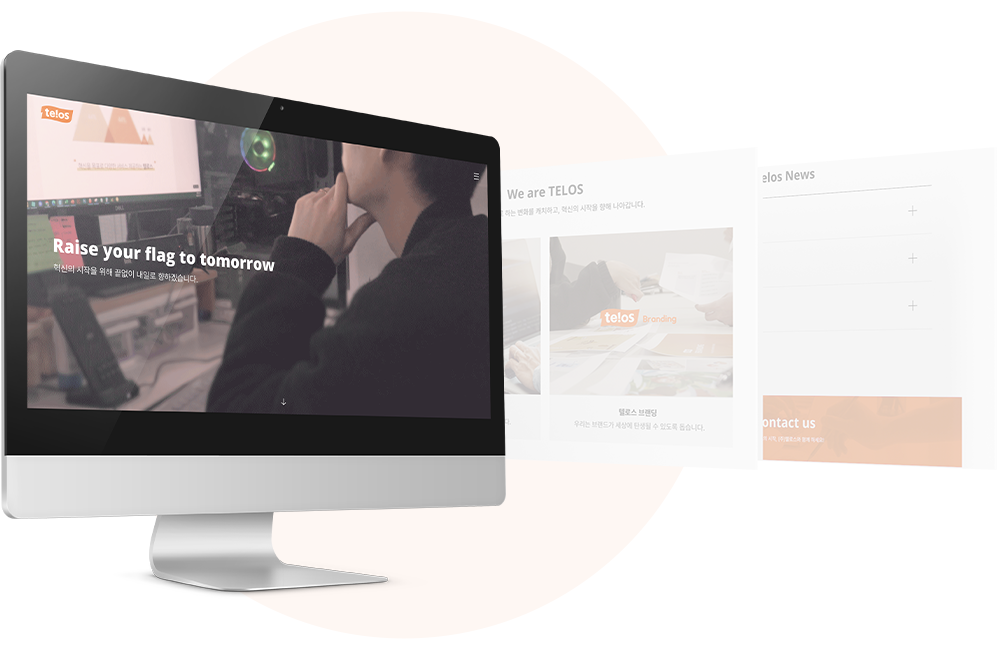 telos
Raise your flag to tomorrow
혁신의 시작을 위해 끝없이 내일로 향하겠습니다.
We are TELOS
하는 변화를 캐치하고, 혁신의 시작을 향해 나아갑니다.
telos Branding
텔로스 브랜딩
우리는 브랜드가 세상에 탄생될 수 있도록 돕습니다.
elos News
ontact us